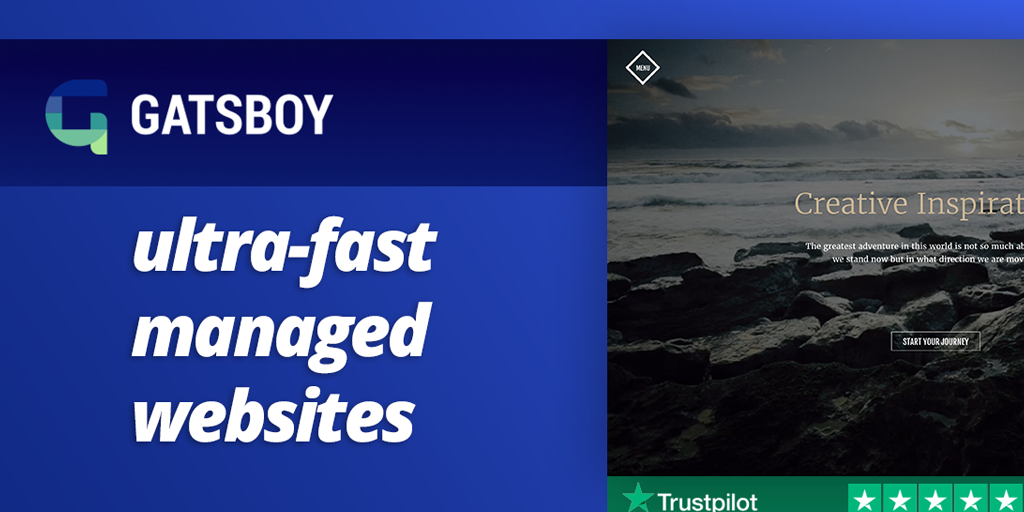 GATSBOY
ultra-fast
managed
websites
MENU
Creative Inspirat
The greatest adventure in this world is not so much ab
we stand now but in what direction we are mov
START YOUR JOURNEY
Trustpilot